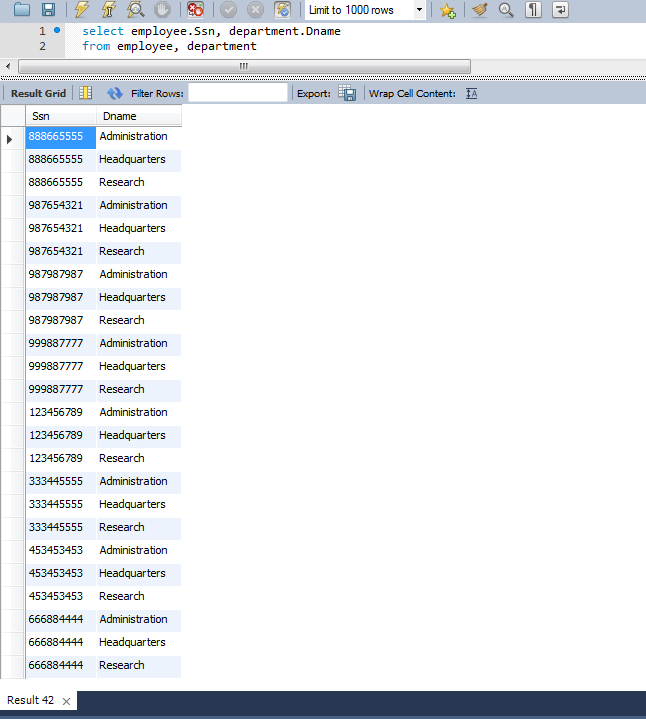 Limit to 1000 rows
1 select employee.Ssn, department.Dname
2 from employee, department
Result Grid Filter Rows: Export: Wrap Cell Content:
Ssn Dname
888665555 Administration
888665555 Headquarters
888665555 Research
987654321 Administration
987654321 Headquarters
987654321 Research
987987987 Administration
987987987 Headquarters
987987987 Research
999887777 Administration
999887777 Headquarters
999887777 Research
123456789 Administration
123456789 Headquarters
123456789 Research
333445555 Administration
333445555 Headquarters
333445555 Research
453453453 Administration
453453453 Headquarters
453453453 Research
666884444 Administration
666884444 Headquarters
666884444 Research
Result 42